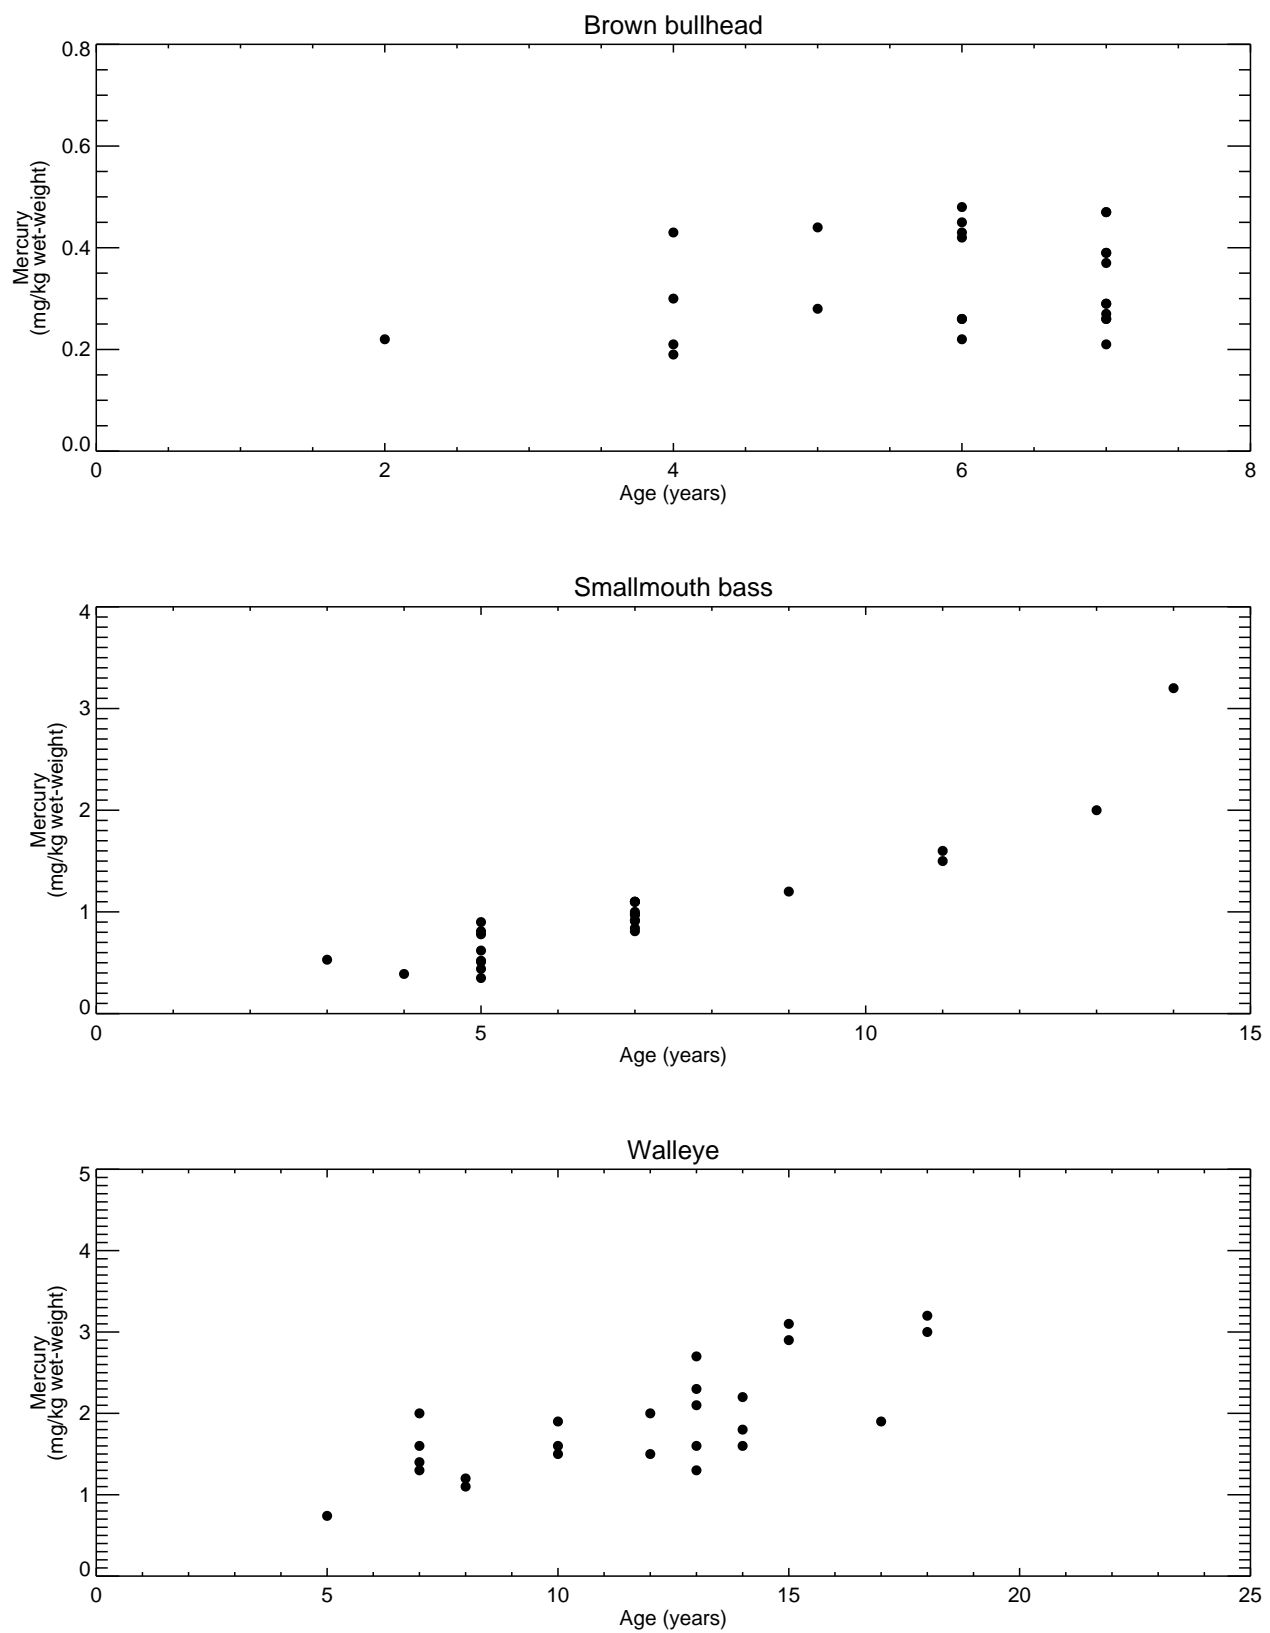 Brown bullhead
0.8
0.6
0.4
0.2
0.0
Mercury
(mg/kg wet-weight)
0 2 4 6 8
Age (years)
Smallmouth bass
4
3
2
1
0
Mercury
(mg/kg wet-weight)
0 5 10 15
Age (years)
Walleye
5
4
3
2
1
0
Mercury
(mg/kg wet-weight)
0 5 10 15 20 25
Age (years)